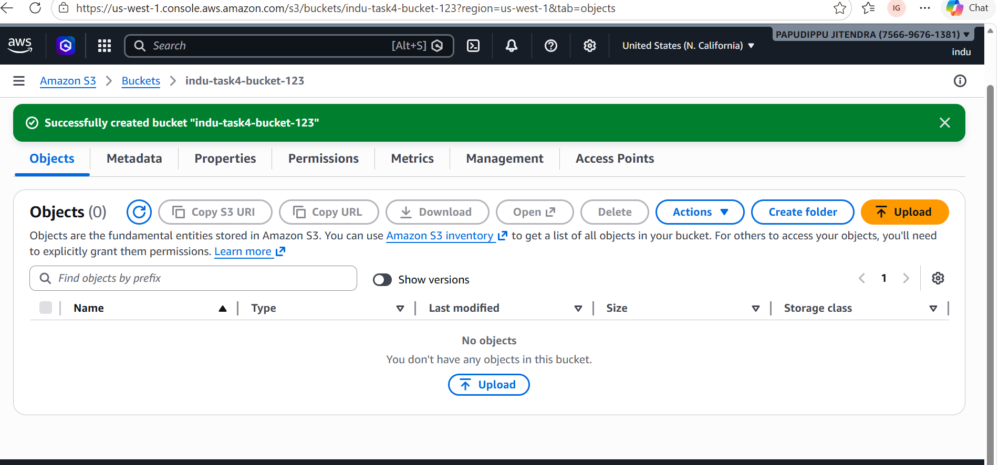 https://us-west-1.console.aws.amazon.com/s3/buckets/indu-task4-bucket-123?region=us-west-1&tab=objects
IG
Chat
aws
Search [Alt+S]
United States (N. California)
PAPUDIPPU JITENDRA (7566-9676-1381)
indu
Amazon S3 > Buckets > indu-task4-bucket-123
Successfully created bucket "indu-task4-bucket-123"
Objects Metadata Properties Permissions Metrics Management Access Points
Objects (0) Copy S3 URI Copy URL Download Open Delete Actions Create folder Upload
Objects are the fundamental entities stored in Amazon S3. You can use Amazon S3 inventory to get a list of all objects in your bucket. For others to access your objects, you'll need
to explicitly grant them permissions. Learn more
Find objects by prefix Show versions 1
Name Type Last modified Size Storage class
No objects
You don't have any objects in this bucket.
Upload